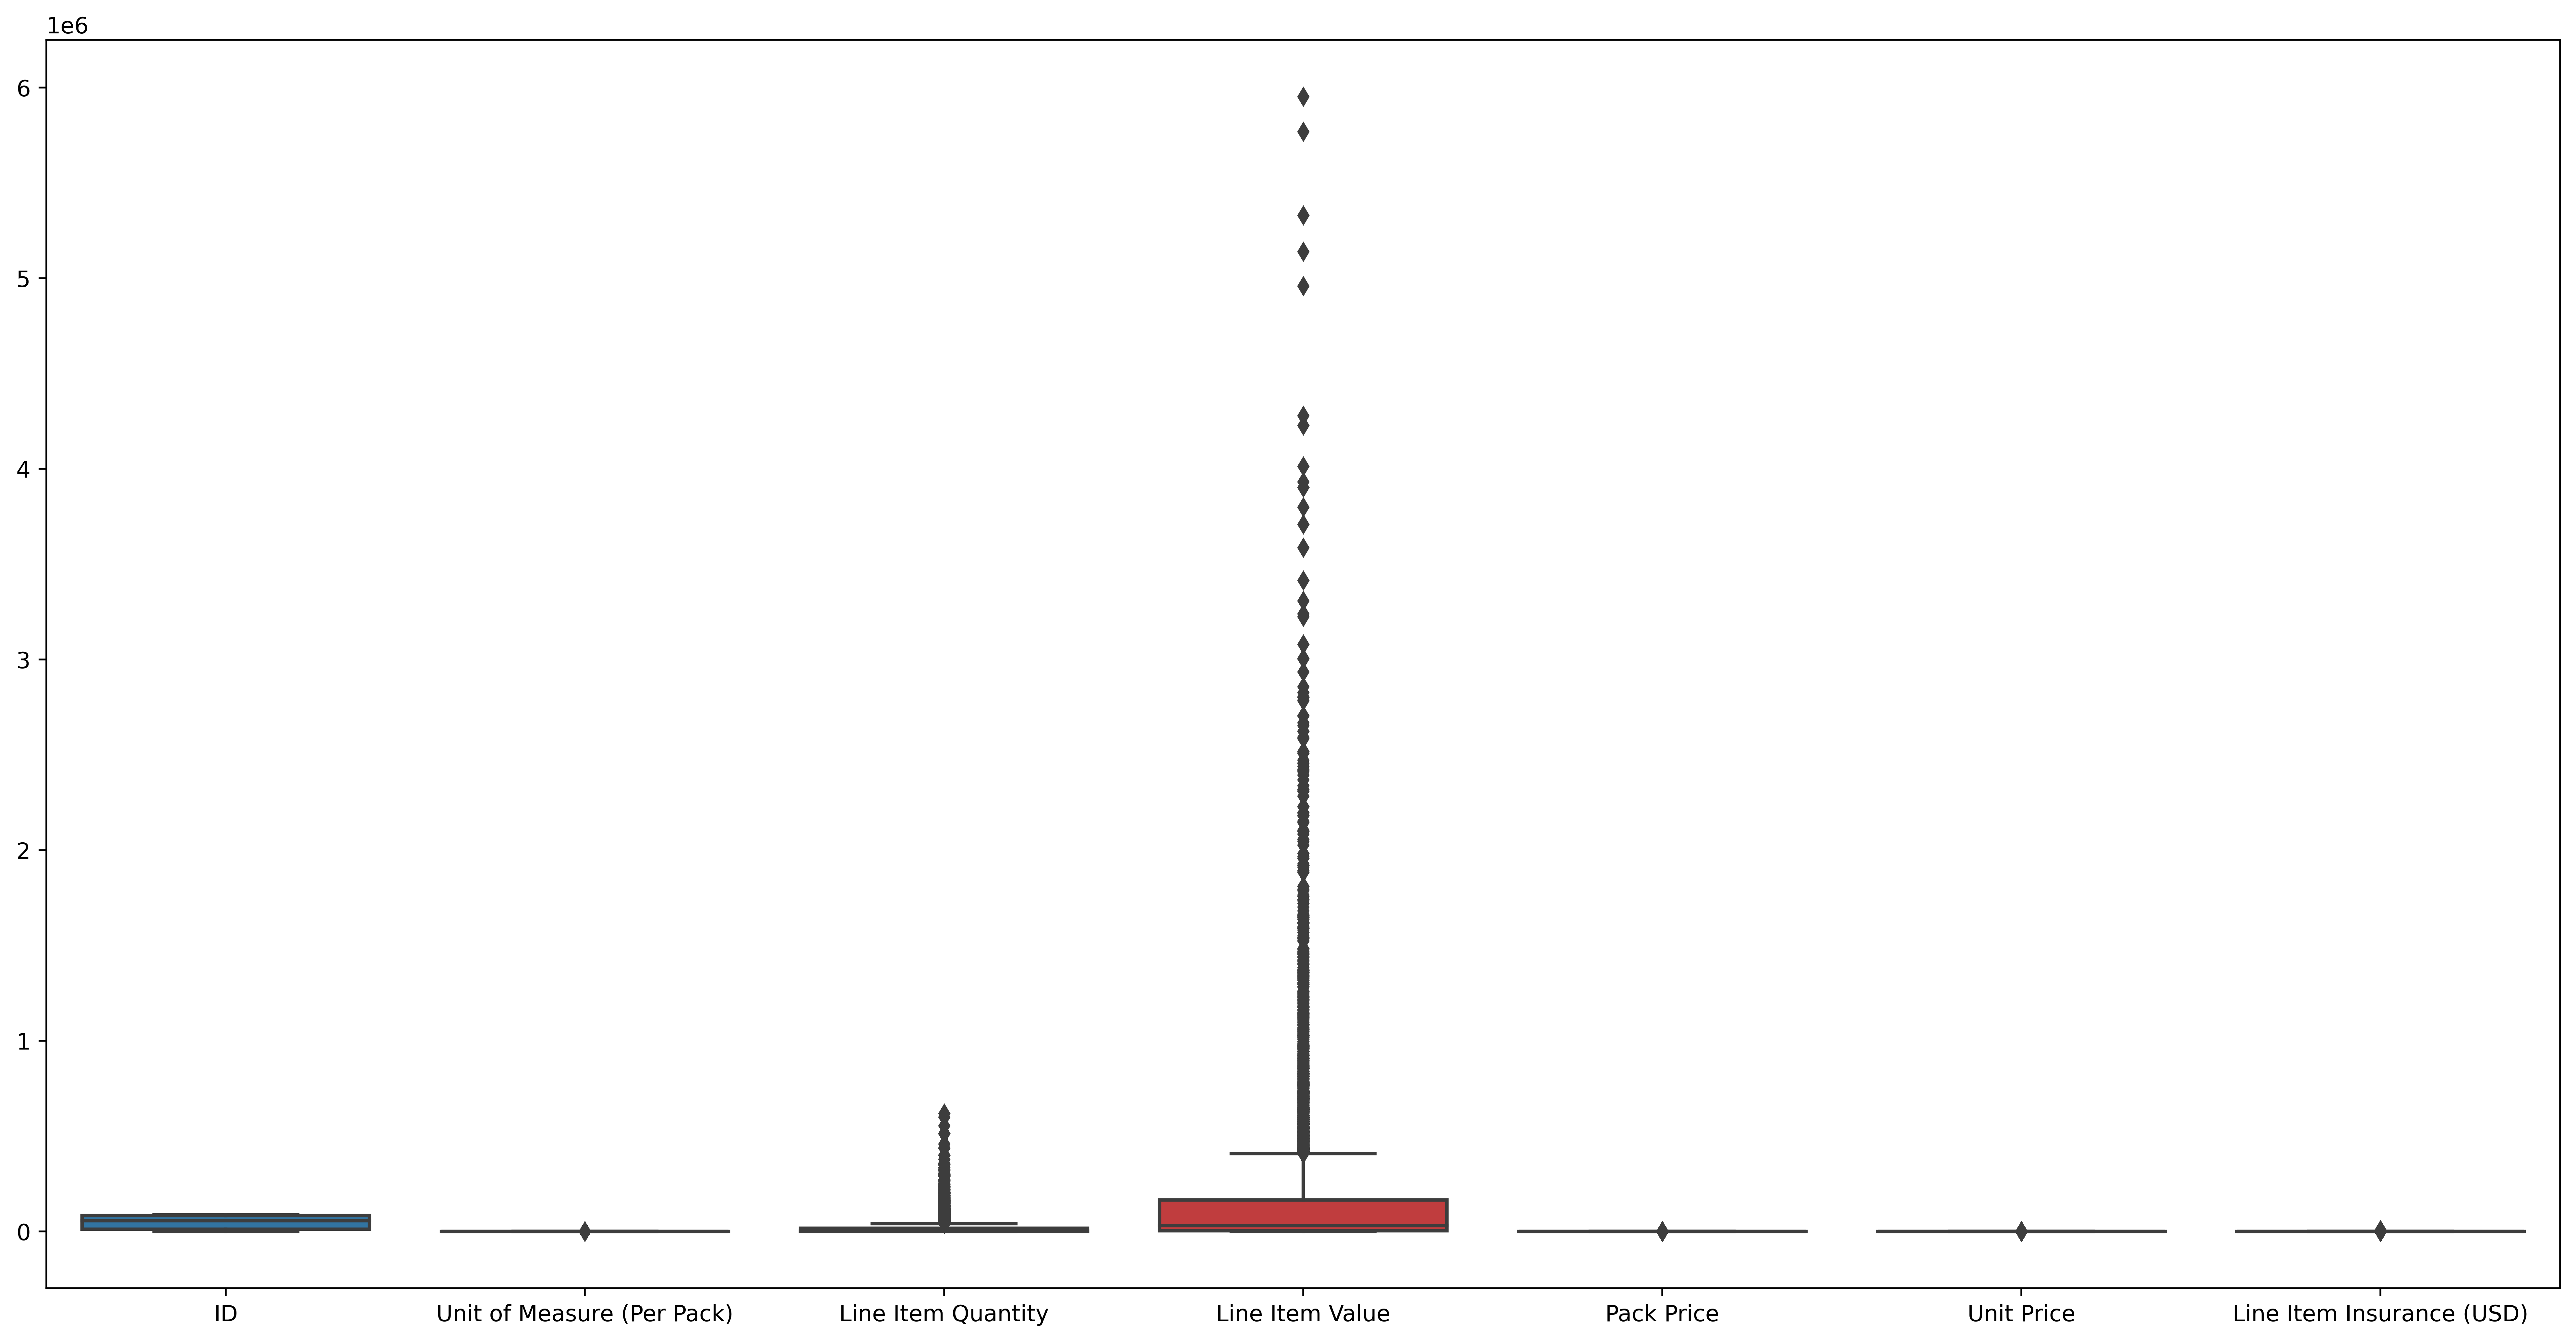 1e6
6
5
4
3
2
1
0
ID
Unit of Measure (Per Pack)
Line Item Quantity
Line Item Value
Pack Price
Unit Price
Line Item Insurance (USD)